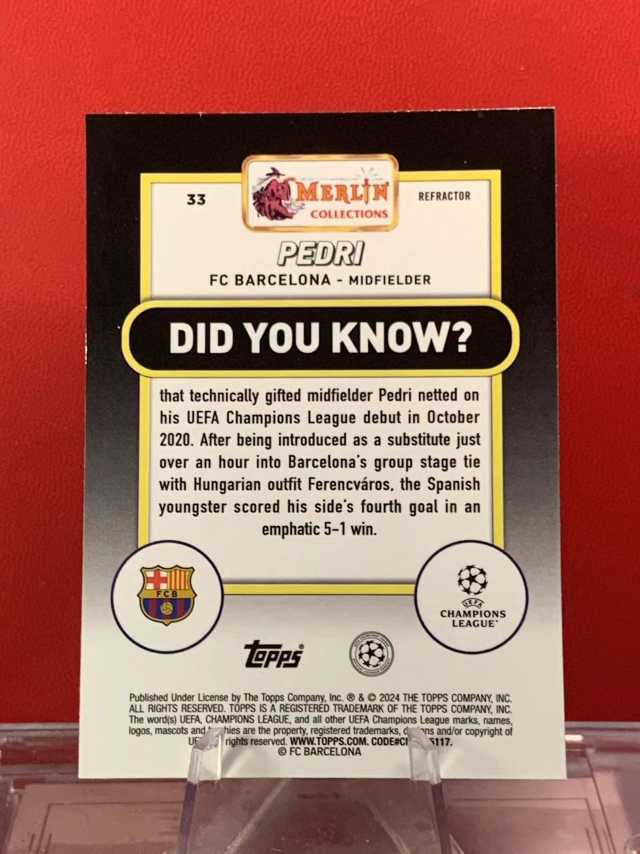 33
MERLIN
COLLECTIONS
REFRACTOR
PEDRI
FC BARCELONA - MIDFIELDER
DID YOU KNOW?
that technically gifted midfielder Pedri netted on
his UEFA Champions League debut in October
2020. After being introduced as a substitute just
over an hour into Barcelona's group stage tie
with Hungarian outfit Ferencváros, the Spanish
youngster scored his side's fourth goal in an
emphatic 5-1 win.
FCB
UEFA
CHAMPIONS
LEAGUE
topps
Published Under License by The Topps Company, Inc. ® & © 2024 THE TOPPS COMPANY, INC.
ALL RIGHTS RESERVED. TOPPS IS A REGISTERED TRADEMARK OF THE TOPPS COMPANY, INC.
The word(s) UEFA, CHAMPIONS LEAGUE, and all other UEFA Champions League marks, names,
logos, mascots and are the property, registered trademarks, and/or copyright of
rights reserved. WWW.TOPPS.COM.
© FC BARCELONA